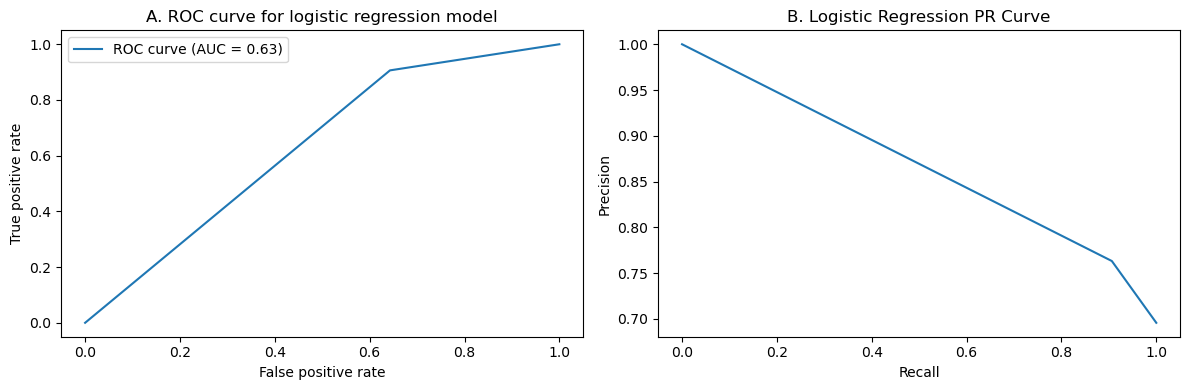 A. ROC curve for logistic regression model
ROC curve (AUC = 0.63)
True positive rate
1.0
0.8
0.6
0.4
0.2
0.0
0.0 0.2 0.4 0.6 0.8 1.0
False positive rate
B. Logistic Regression PR Curve
Precision
1.00
0.95
0.90
0.85
0.80
0.75
0.70
0.0 0.2 0.4 0.6 0.8 1.0
Recall